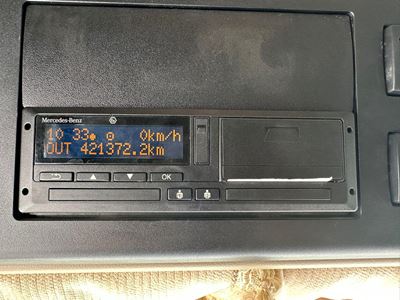 Mercedes-Benz
10 33 0km/h
OUT 421372.2km
OK